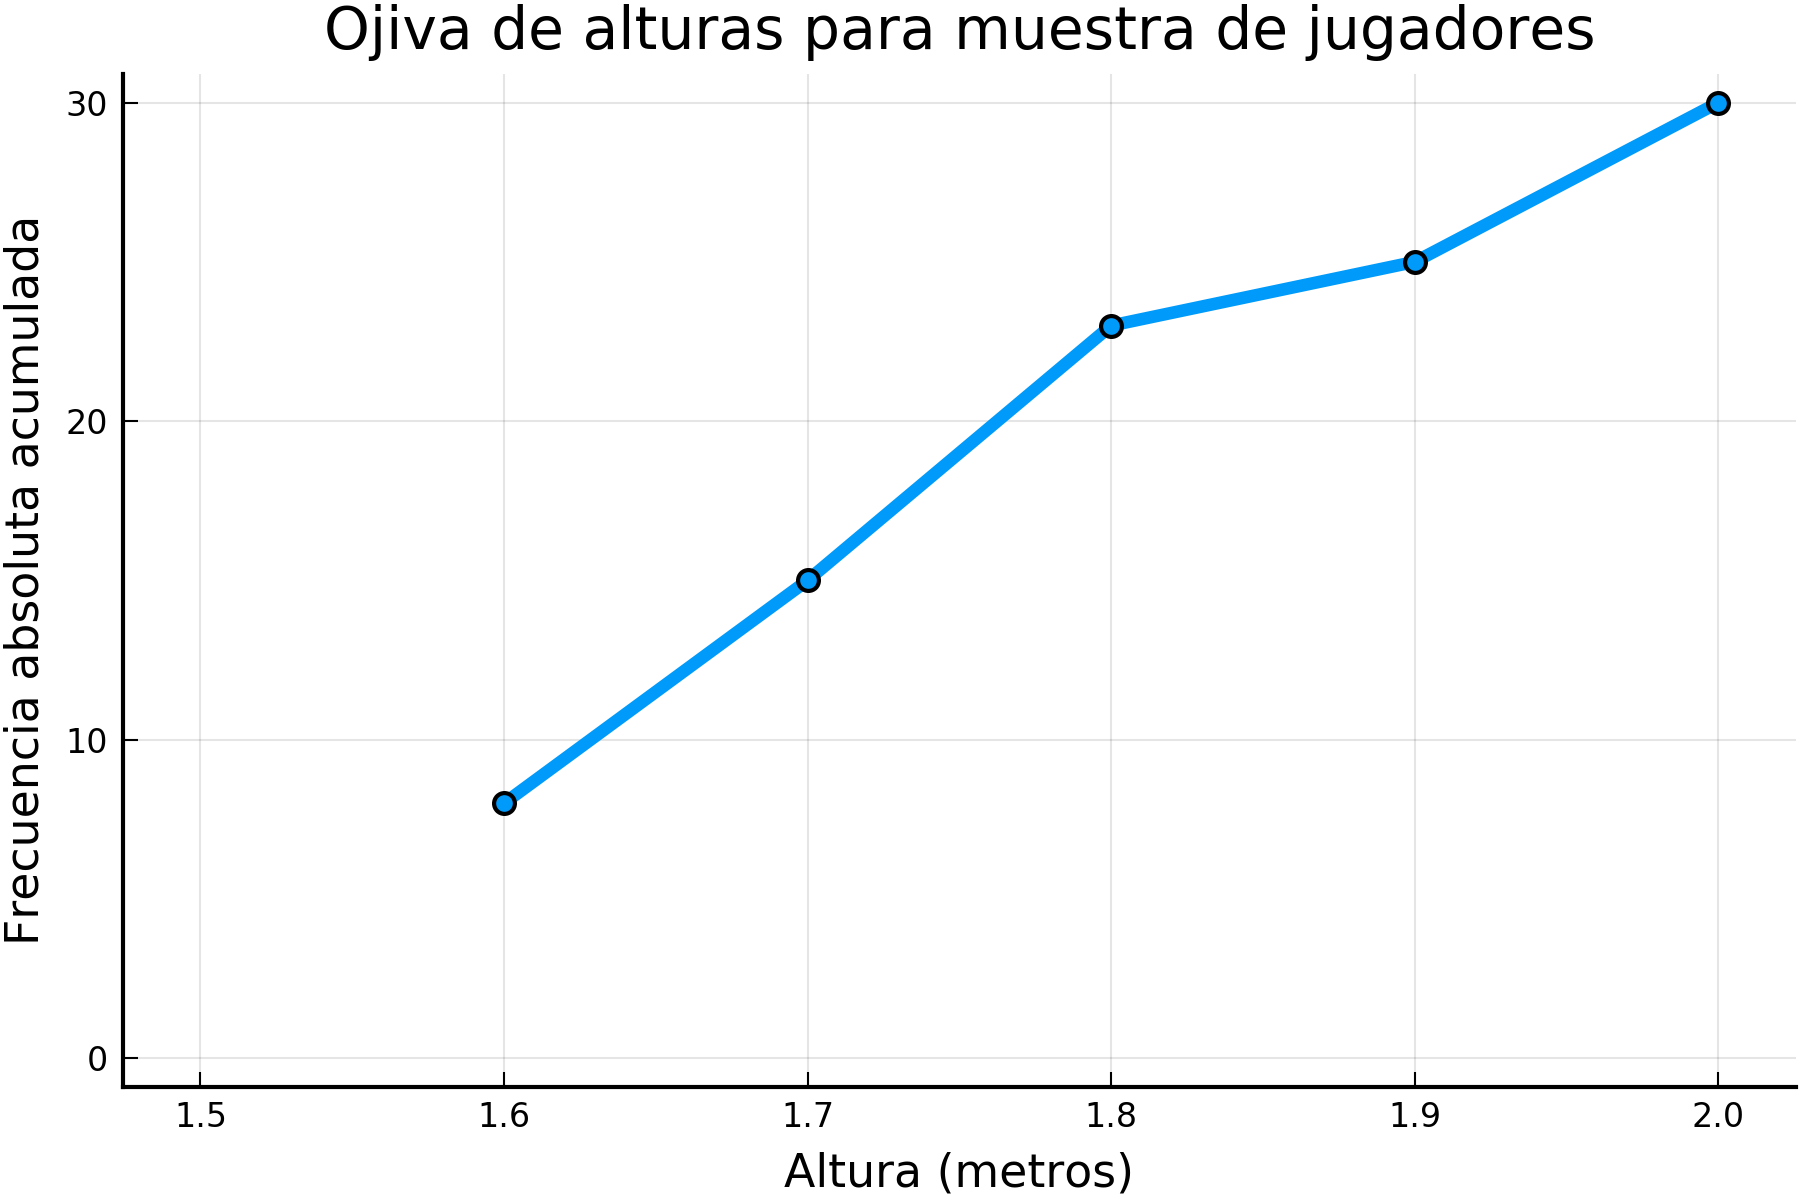 Ojiva de alturas para muestra de jugadores
Frecuencia absoluta acumulada
30
20
10
0
1.5 1.6 1.7 1.8 1.9 2.0
Altura (metros)